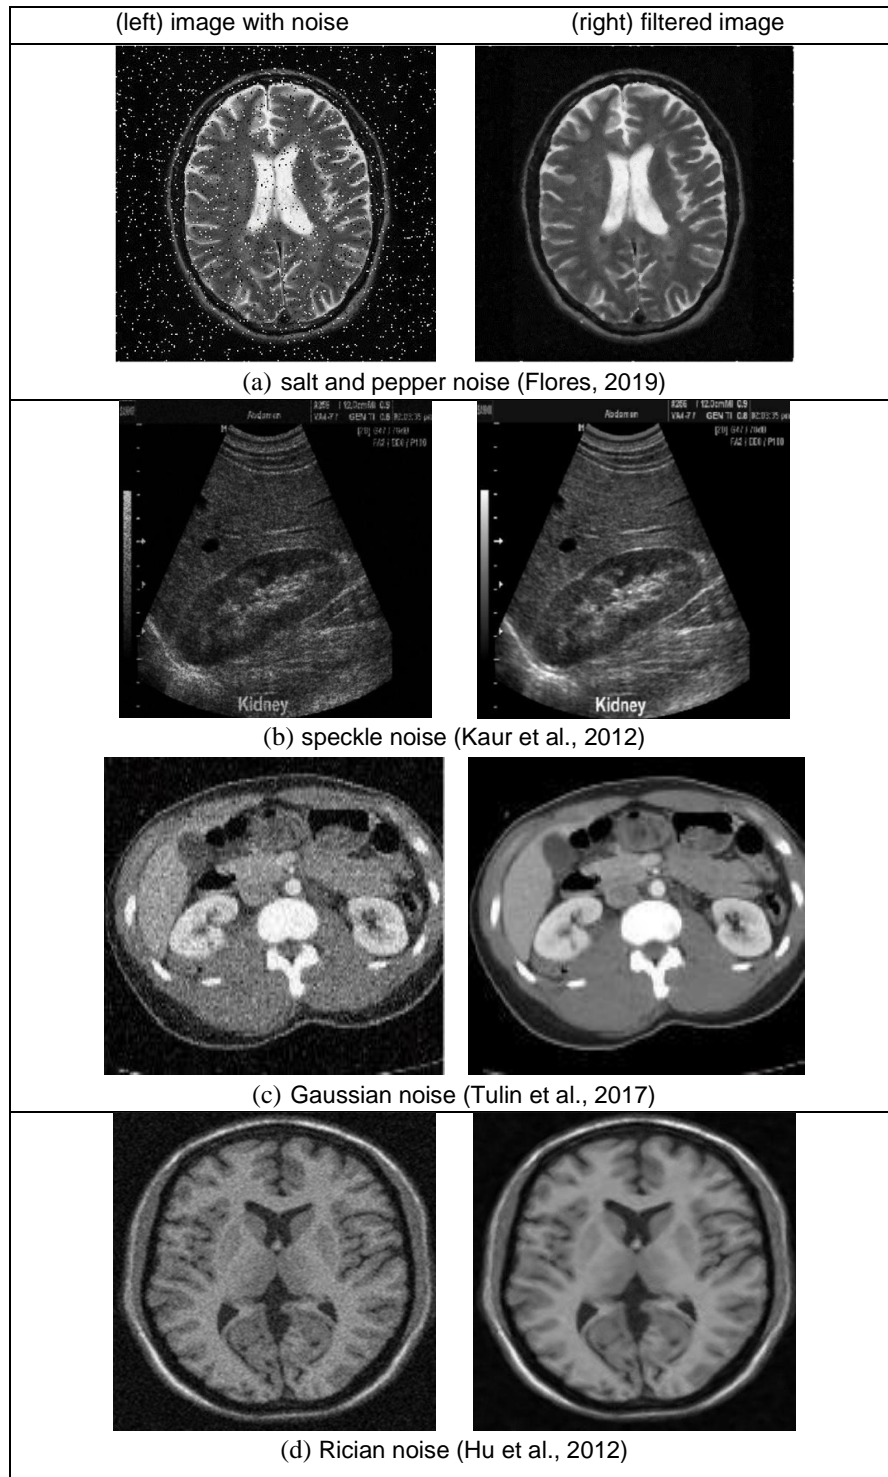 (left) image with noise (right) filtered image
(a) salt and pepper noise (Flores, 2019)
Abdomen
Abdomen
H
H
Kidney
Kidney
(b) speckle noise (Kaur et al., 2012)
(c) Gaussian noise (Tulin et al., 2017)
(d) Rician noise (Hu et al., 2012)